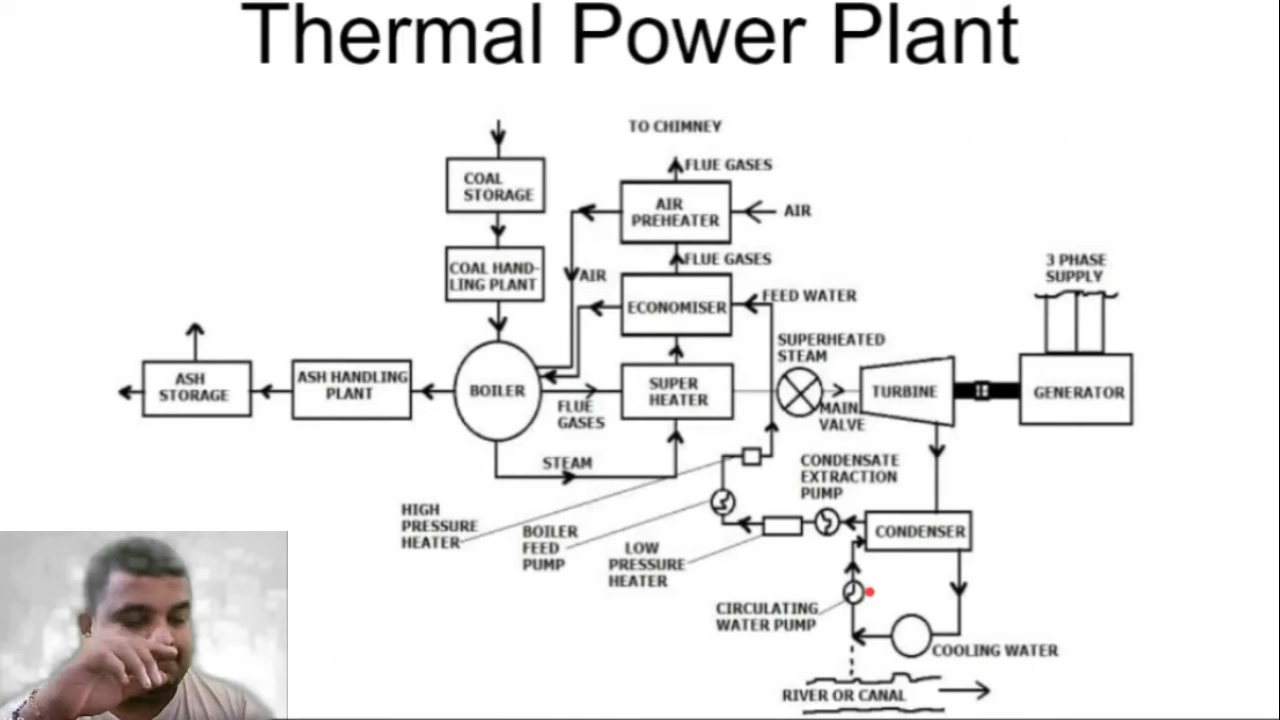 Thermal Power Plant
TO CHIMNEY
FLUE GASES
COAL
STORAGE
AIR
PREHEATER
AIR
FLUE GASES
COAL HAND-
LING PLANT
AIR
ECONOMISER
FEED WATER
3 PHASE
SUPPLY
SUPERHEATED
STEAM
ASH
STORAGE
ASH HANDLING
PLANT
BOILER
FLUE
GASES
SUPER
HEATER
MAIN
VALVE
TURBINE
GENERATOR
STEAM
CONDENSATE
EXTRACTION
PUMP
HIGH
PRESSURE
HEATER
BOILER
FEED
PUMP
LOW
PRESSURE
HEATER
CONDENSER
CIRCULATING
WATER PUMP
COOLING WATER
RIVER OR CANAL